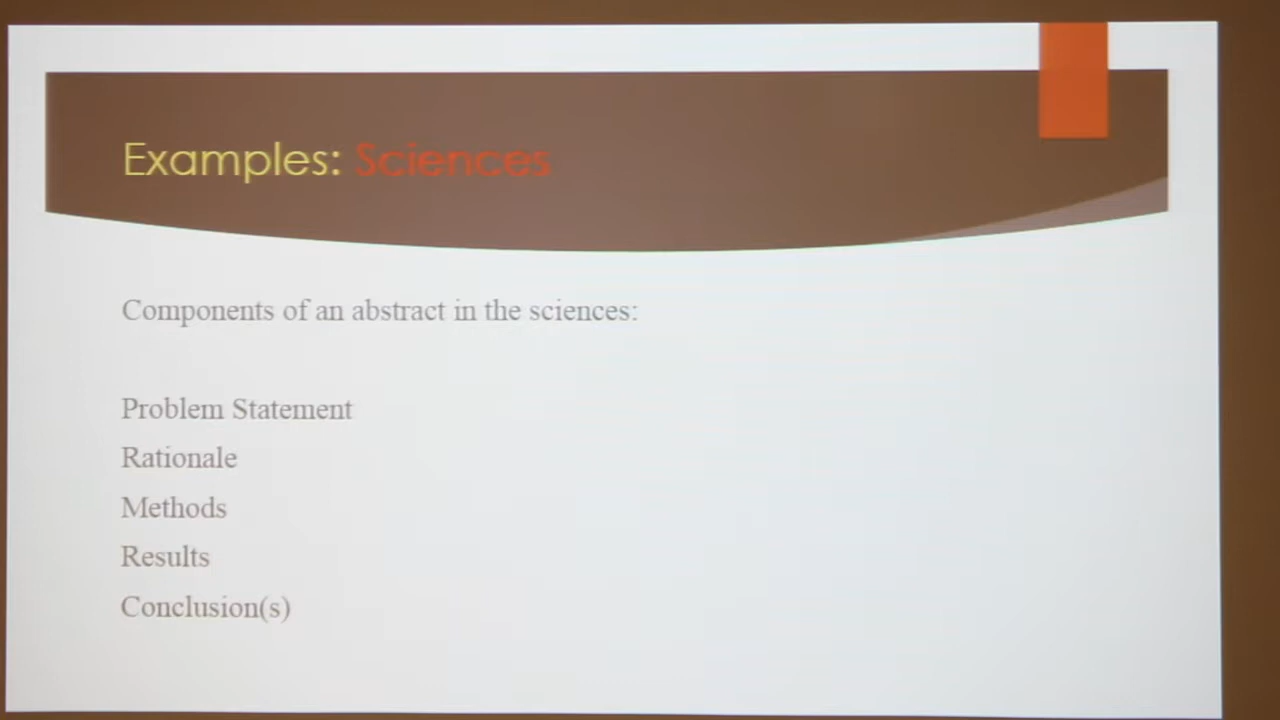 Examples: Sciences
Components of an abstract in the sciences:
Problem Statement
Rationale
Methods
Results
Conclusion(s)